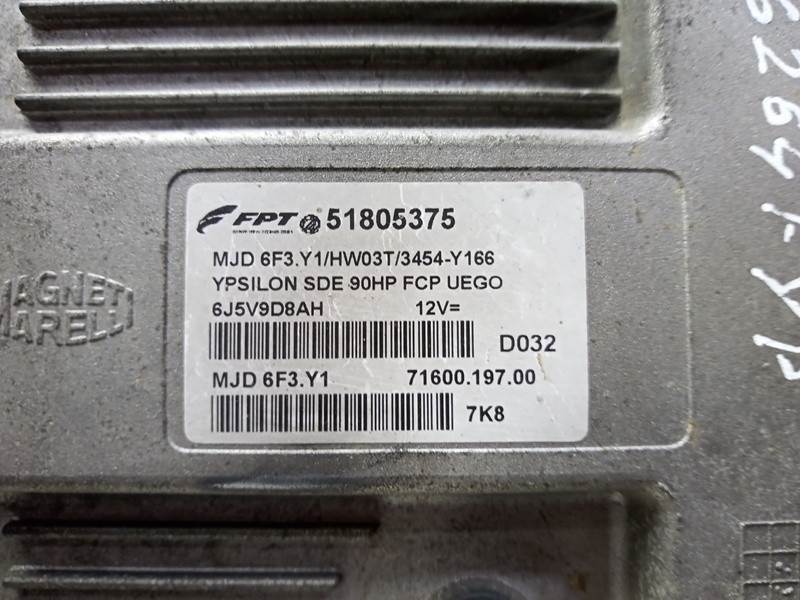 FPT 51805375
MJD 6F3.Y1/HW03T/3454-Y166
YPSILON SDE 90HP FCP UEGO
6J5V9D8AH 12V=
D032
MJD 6F3.Y1 71600.197.00
7K8
MAGNETI
MARELLI